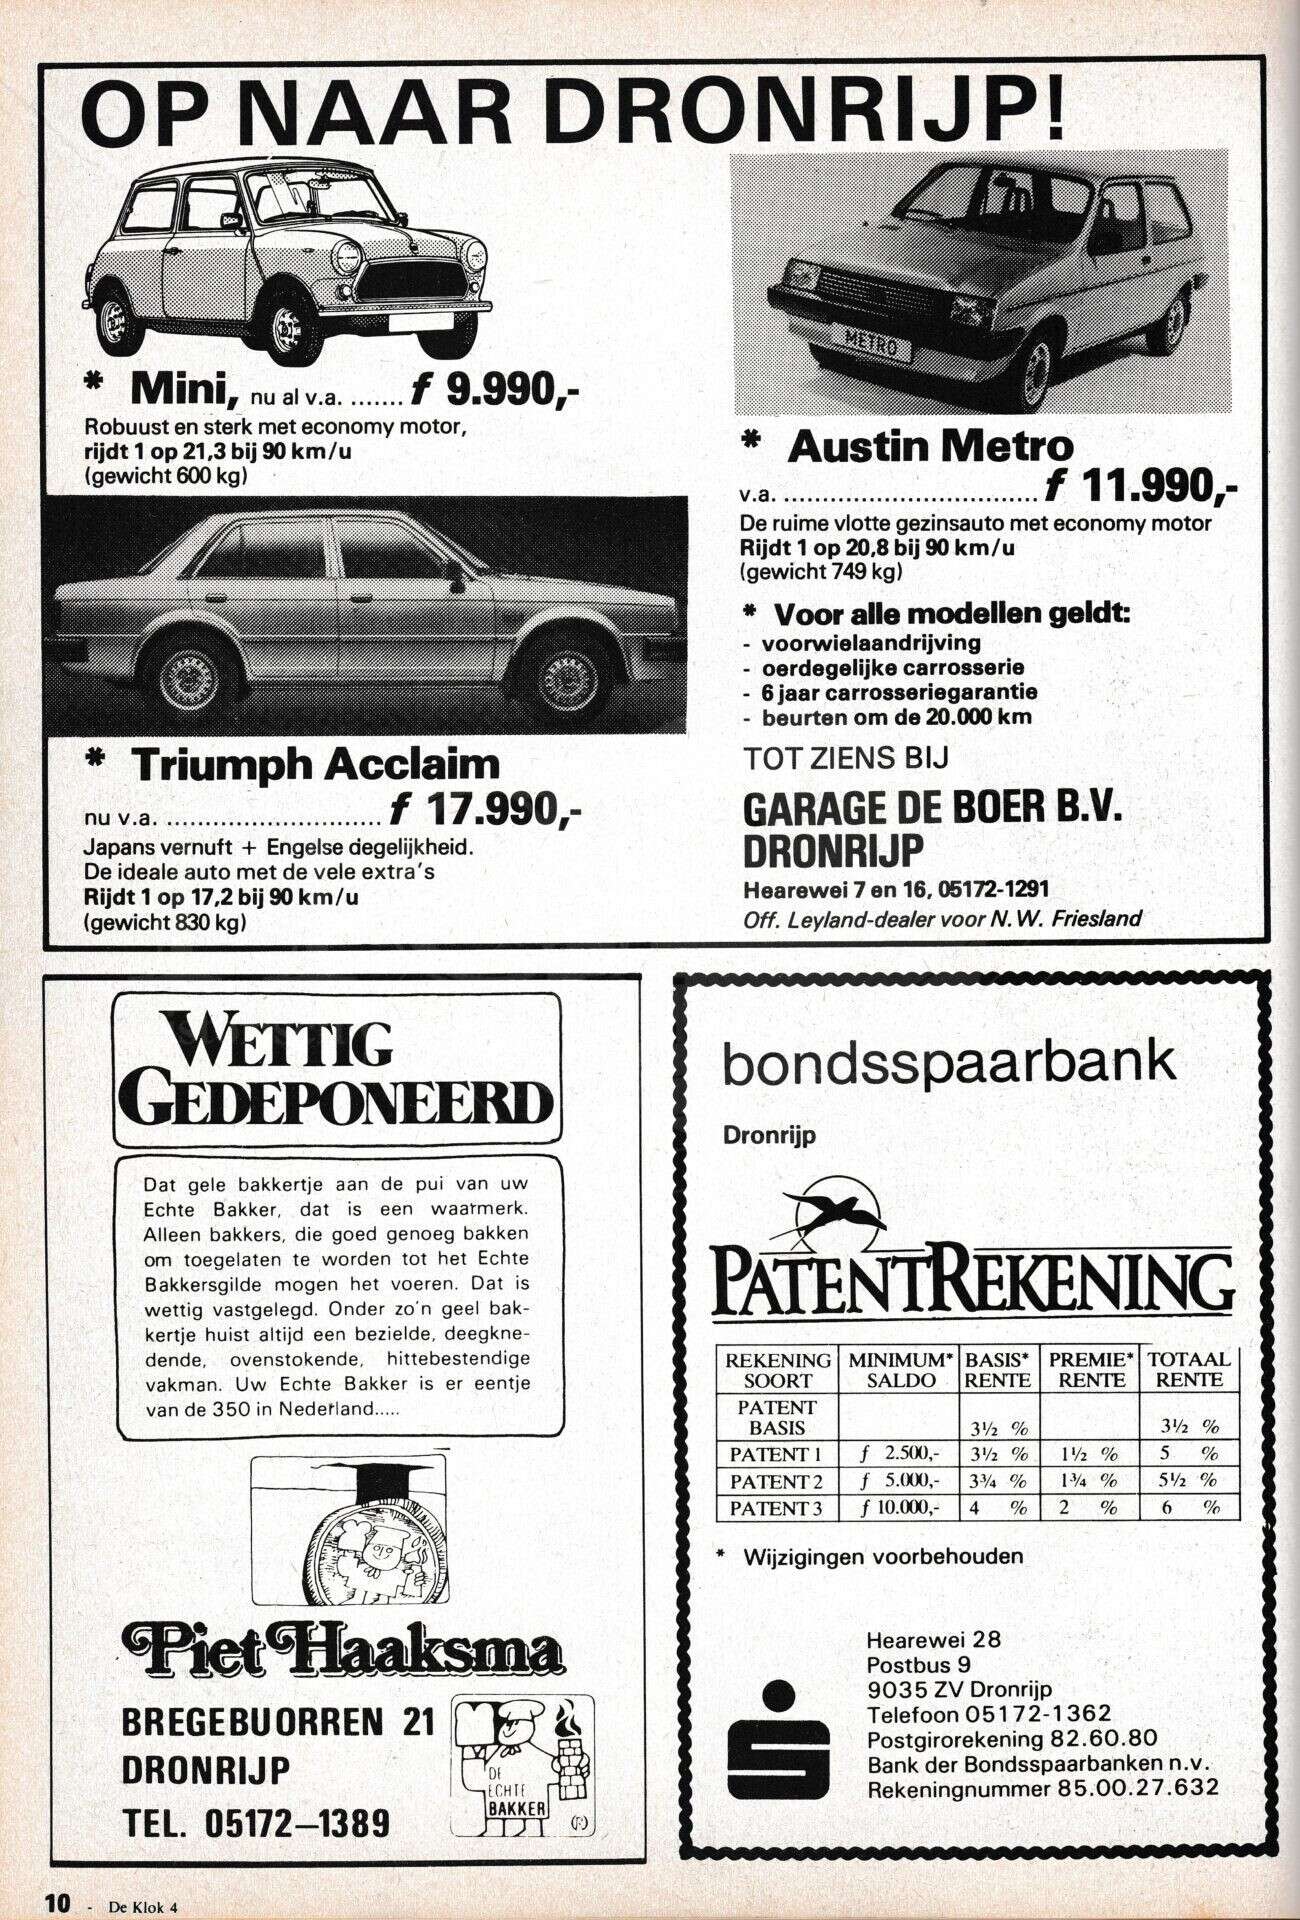 OP NAAR DRONRIJP!
* Mini, nu al v.a. ....... f 9.990,-
Robuust en sterk met economy motor,
rijdt 1 op 21,3 bij 90 km/u
(gewicht 600 kg)
METRO
* Austin Metro
v.a. ................................. f 11.990,-
De ruime vlotte gezinsauto met economy motor
Rijdt 1 op 20,8 bij 90 km/u
(gewicht 749 kg)
* Voor alle modellen geldt:
- voorwielaandrijving
- oerdegelijke carrosserie
- 6 jaar carrosseriegarantie
- beurten om de 20.000 km
* Triumph Acclaim
nu v.a. ............................ f 17.990,-
Japans vernuft + Engelse degelijkheid.
De ideale auto met de vele extra's
Rijdt 1 op 17,2 bij 90 km/u
(gewicht 830 kg)
TOT ZIENS BIJ
GARAGE DE BOER B.V.
DRONRIJP
Hearewei 7 en 16, 05172-1291
Off. Leyland-dealer voor N.W. Friesland
WETTIG
GEDEPONEERD
Dat gele bakkertje aan de pui van uw
Echte Bakker, dat is een waarmerk.
Alleen bakkers, die goed genoeg bakken
om toegelaten te worden tot het Echte
Bakkersgilde mogen het voeren. Dat is
wettig vastgelegd. Onder zo'n geel bak-
kertje huist altijd een bezielde, deegkne-
dende, ovenstokende, hittebestendige
vakman. Uw Echte Bakker is er eentje
van de 350 in Nederland.....
Piet Haaksma
BREGEBUORREN 21
DRONRIJP
TEL. 05172–1389
DE
ECHTE
BAKKER
(R)
bondsspaarbank
Dronrijp
PATENTREKENING
REKENING SOORT MINIMUM* SALDO BASIS* RENTE PREMIE* RENTE TOTAAL RENTE
PATENT BASIS 3½ % 3½ %
PATENT 1 f 2.500,- 3½ % 1½ % 5 %
PATENT 2 f 5.000,- 3¾ % 1¾ % 5½ %
PATENT 3 f 10.000,- 4 % 2 % 6 %
* Wijzigingen voorbehouden
Hearewei 28
Postbus 9
9035 ZV Dronrijp
Telefoon 05172-1362
Postgirorekening 82.60.80
Bank der Bondsspaarbanken n.v.
Rekeningnummer 85.00.27.632
10 - De Klok 4